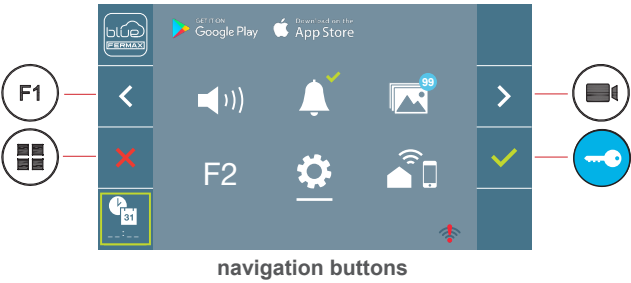 blue
FERMAX
GET IT ON
Google Play
Download on the
App Store
99
F1
F2
31
--:--
navigation buttons